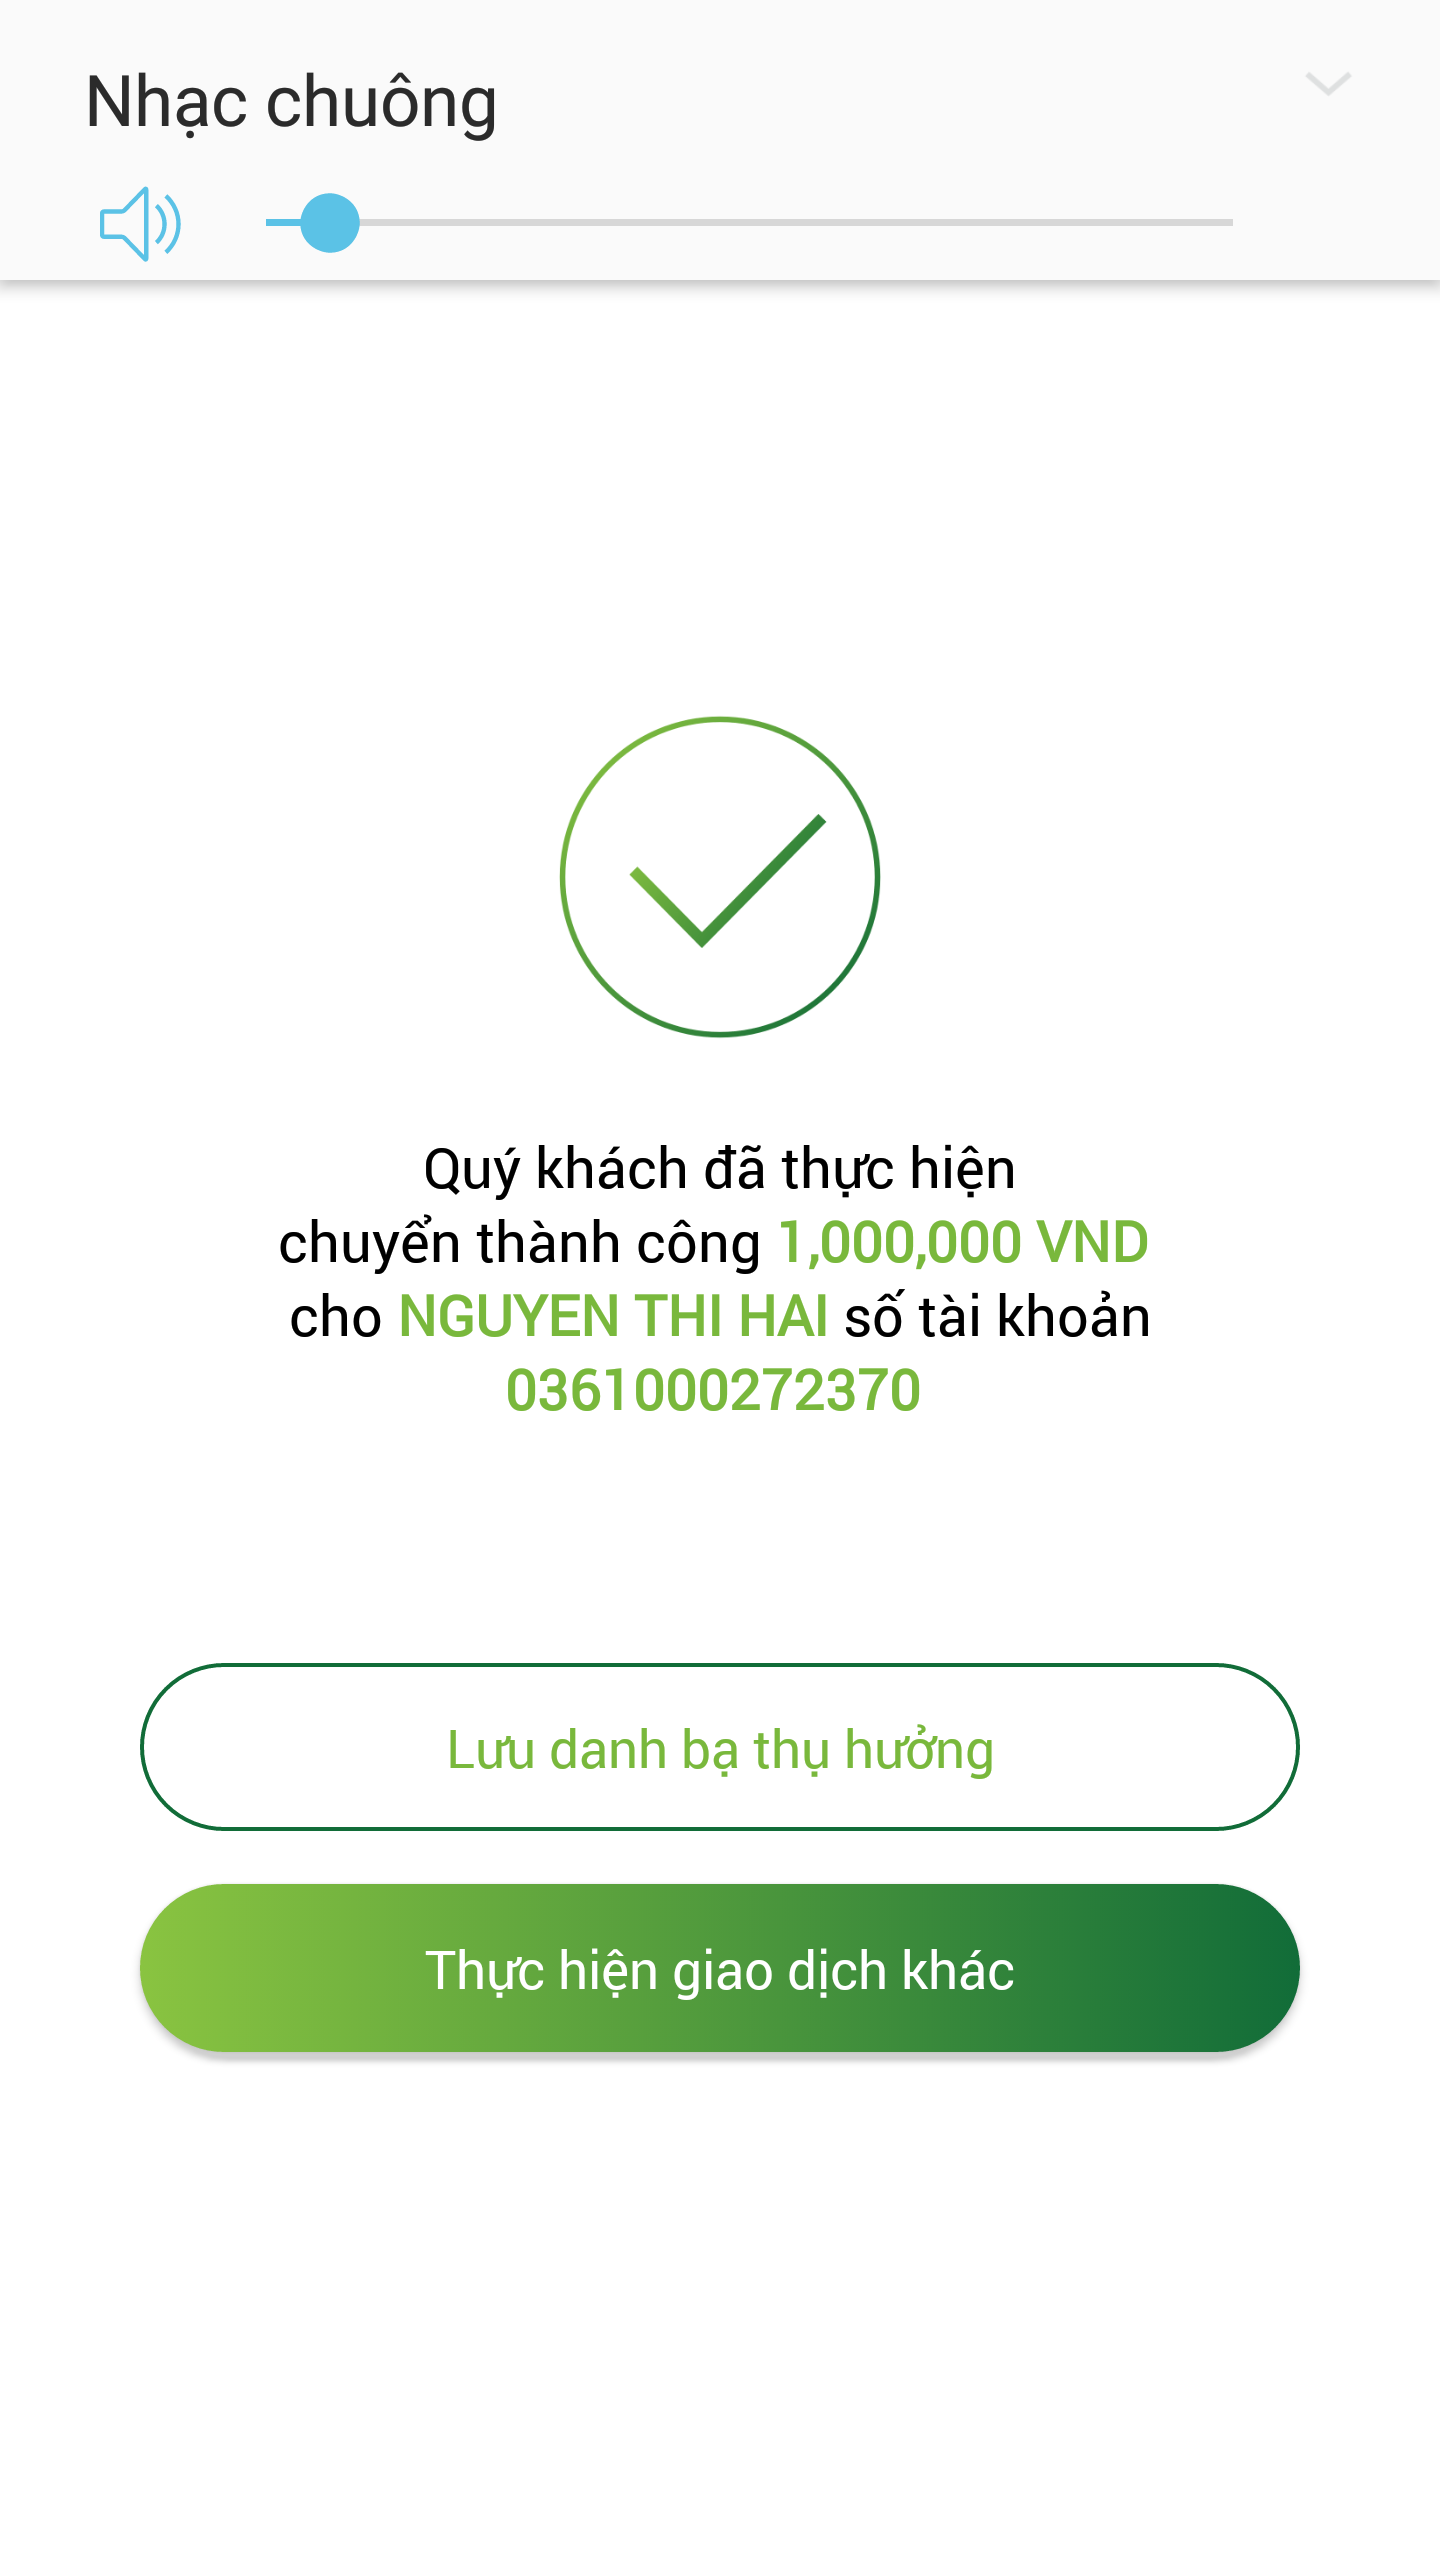 Nhạc chuông
Quý khách đã thực hiện
chuyển thành công 1,000,000 VND
cho NGUYEN THI HAI số tài khoản
0361000272370
Lưu danh bạ thụ hưởng
Thực hiện giao dịch khác